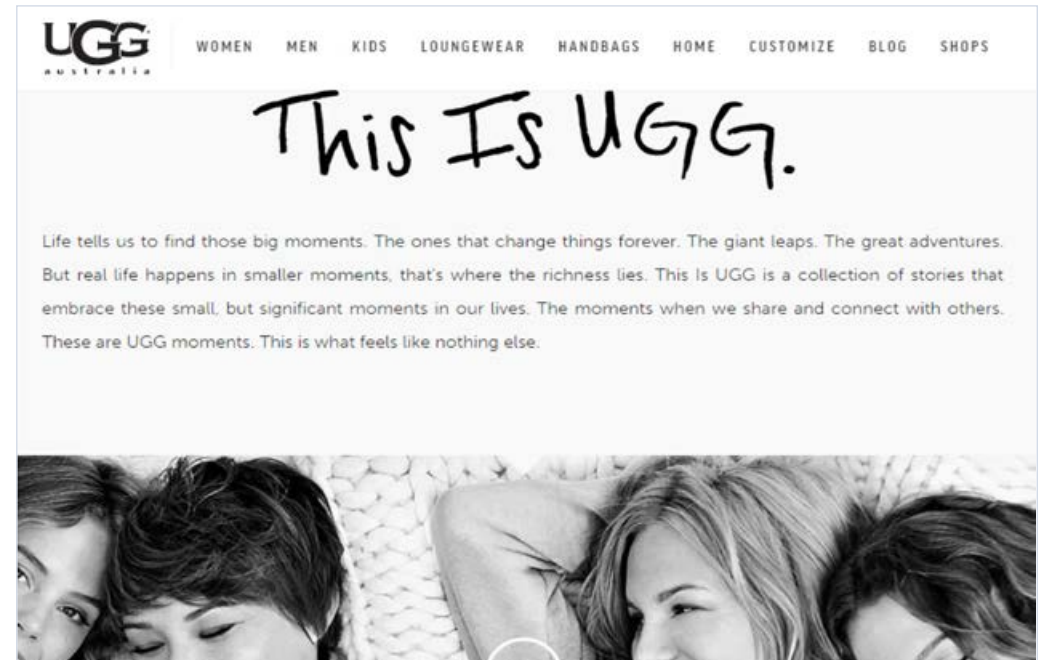 UGG
australia
WOMEN MEN KIDS LOUNGEWEAR HANDBAGS HOME CUSTOMIZE BLOG SHOPS
This Is UGG.
Life tells us to find those big moments. The ones that change things forever. The giant leaps. The great adventures.
But real life happens in smaller moments, that's where the richness lies. This Is UGG is a collection of stories that
embrace these small, but significant moments in our lives. The moments when we share and connect with others.
These are UGG moments. This is what feels like nothing else.